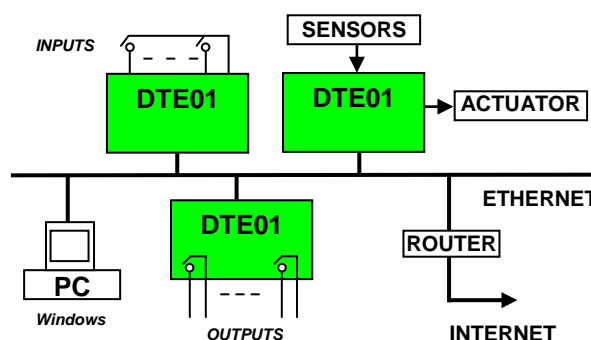 INPUTS
SENSORS
DTE01
DTE01
ACTUATOR
ETHERNET
DTE01
ROUTER
PC
Windows
OUTPUTS
INTERNET